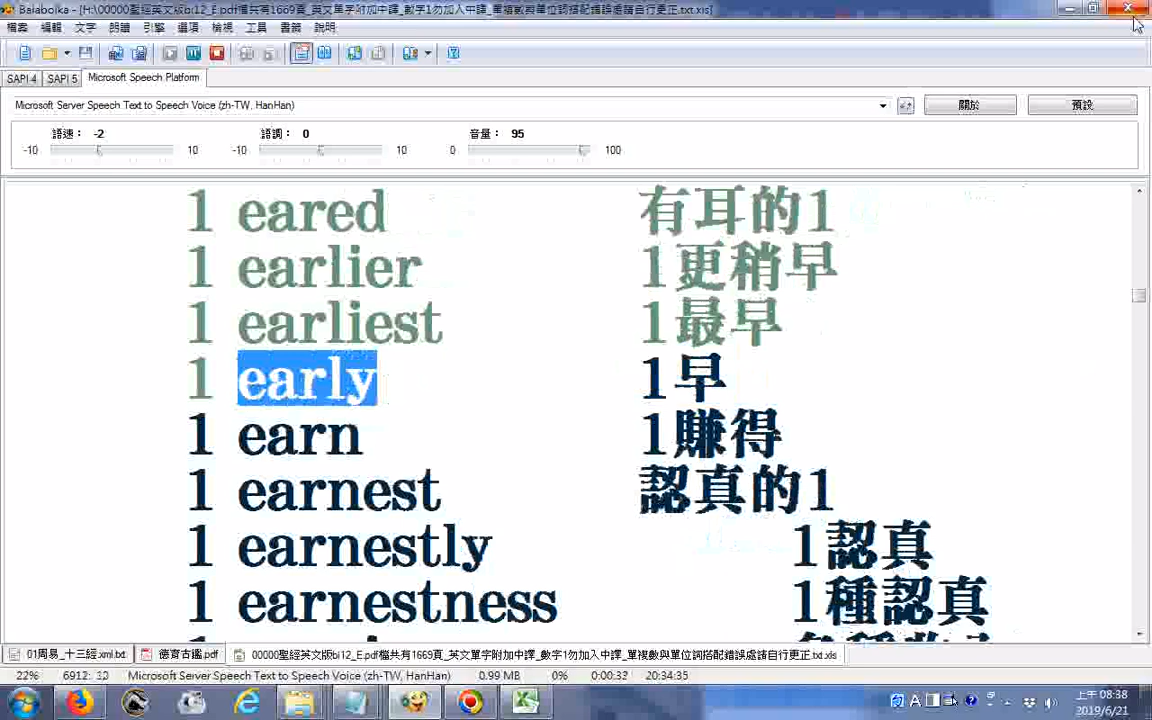 Balabolka - [H:\00000聖經英文版bi12_E.pdf檔共有1669頁_英文單字附加中譯_數字1勿加入中譯_單複數與單位詞搭配錯誤處請自行更正.txt.xls]
檔案 編輯 文字 朗讀 引擎 選項 檢視 工具 書籤 說明
SAPI 4 SAPI 5 Microsoft Speech Platform
Microsoft Server Speech Text to Speech Voice (zh-TW, HanHan) 關於 預設
語速： -2 語調： 0 音量： 95
-10 10 -10 10 0 100
1 eared 有耳的1
1 earlier 1更稍早
1 earliest 1最早
1 early 1早
1 earn 1賺得
1 earnest 認真的1
1 earnestly 1認真
1 earnestness 1種認真
01周易_十三經.xml.txt 德育古鑑.pdf 00000聖經英文版bi12_E.pdf檔共有1669頁_英文單字附加中譯_數字1勿加入中譯_單複數與單位詞搭配錯誤處請自行更正.txt.xls
22% 6912: 10 Microsoft Server Speech Text to Speech Voice (zh-TW, HanHan) 0.99 MB 0% 0:00:33 20:34:35
上午 08:38
2019/6/21